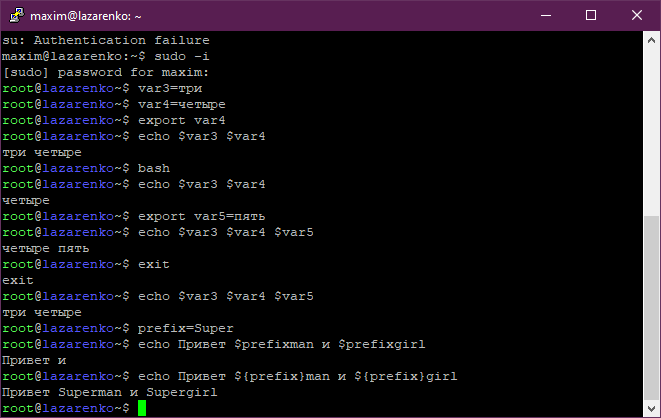 maxim@lazarenko: ~
su: Authentication failure
maxim@lazarenko:~$ sudo -i
[sudo] password for maxim:
root@lazarenko~$ var3=три
root@lazarenko~$ var4=четыре
root@lazarenko~$ export var4
root@lazarenko~$ echo $var3 $var4
три четыре
root@lazarenko~$ bash
root@lazarenko~$ echo $var3 $var4
четыре
root@lazarenko~$ export var5=пять
root@lazarenko~$ echo $var3 $var4 $var5
четыре пять
root@lazarenko~$ exit
exit
root@lazarenko~$ echo $var3 $var4 $var5
три четыре
root@lazarenko~$ prefix=Super
root@lazarenko~$ echo Привет $prefixman и $prefixgirl
Привет и
root@lazarenko~$ echo Привет ${prefix}man и ${prefix}girl
Привет Superman и Supergirl
root@lazarenko~$